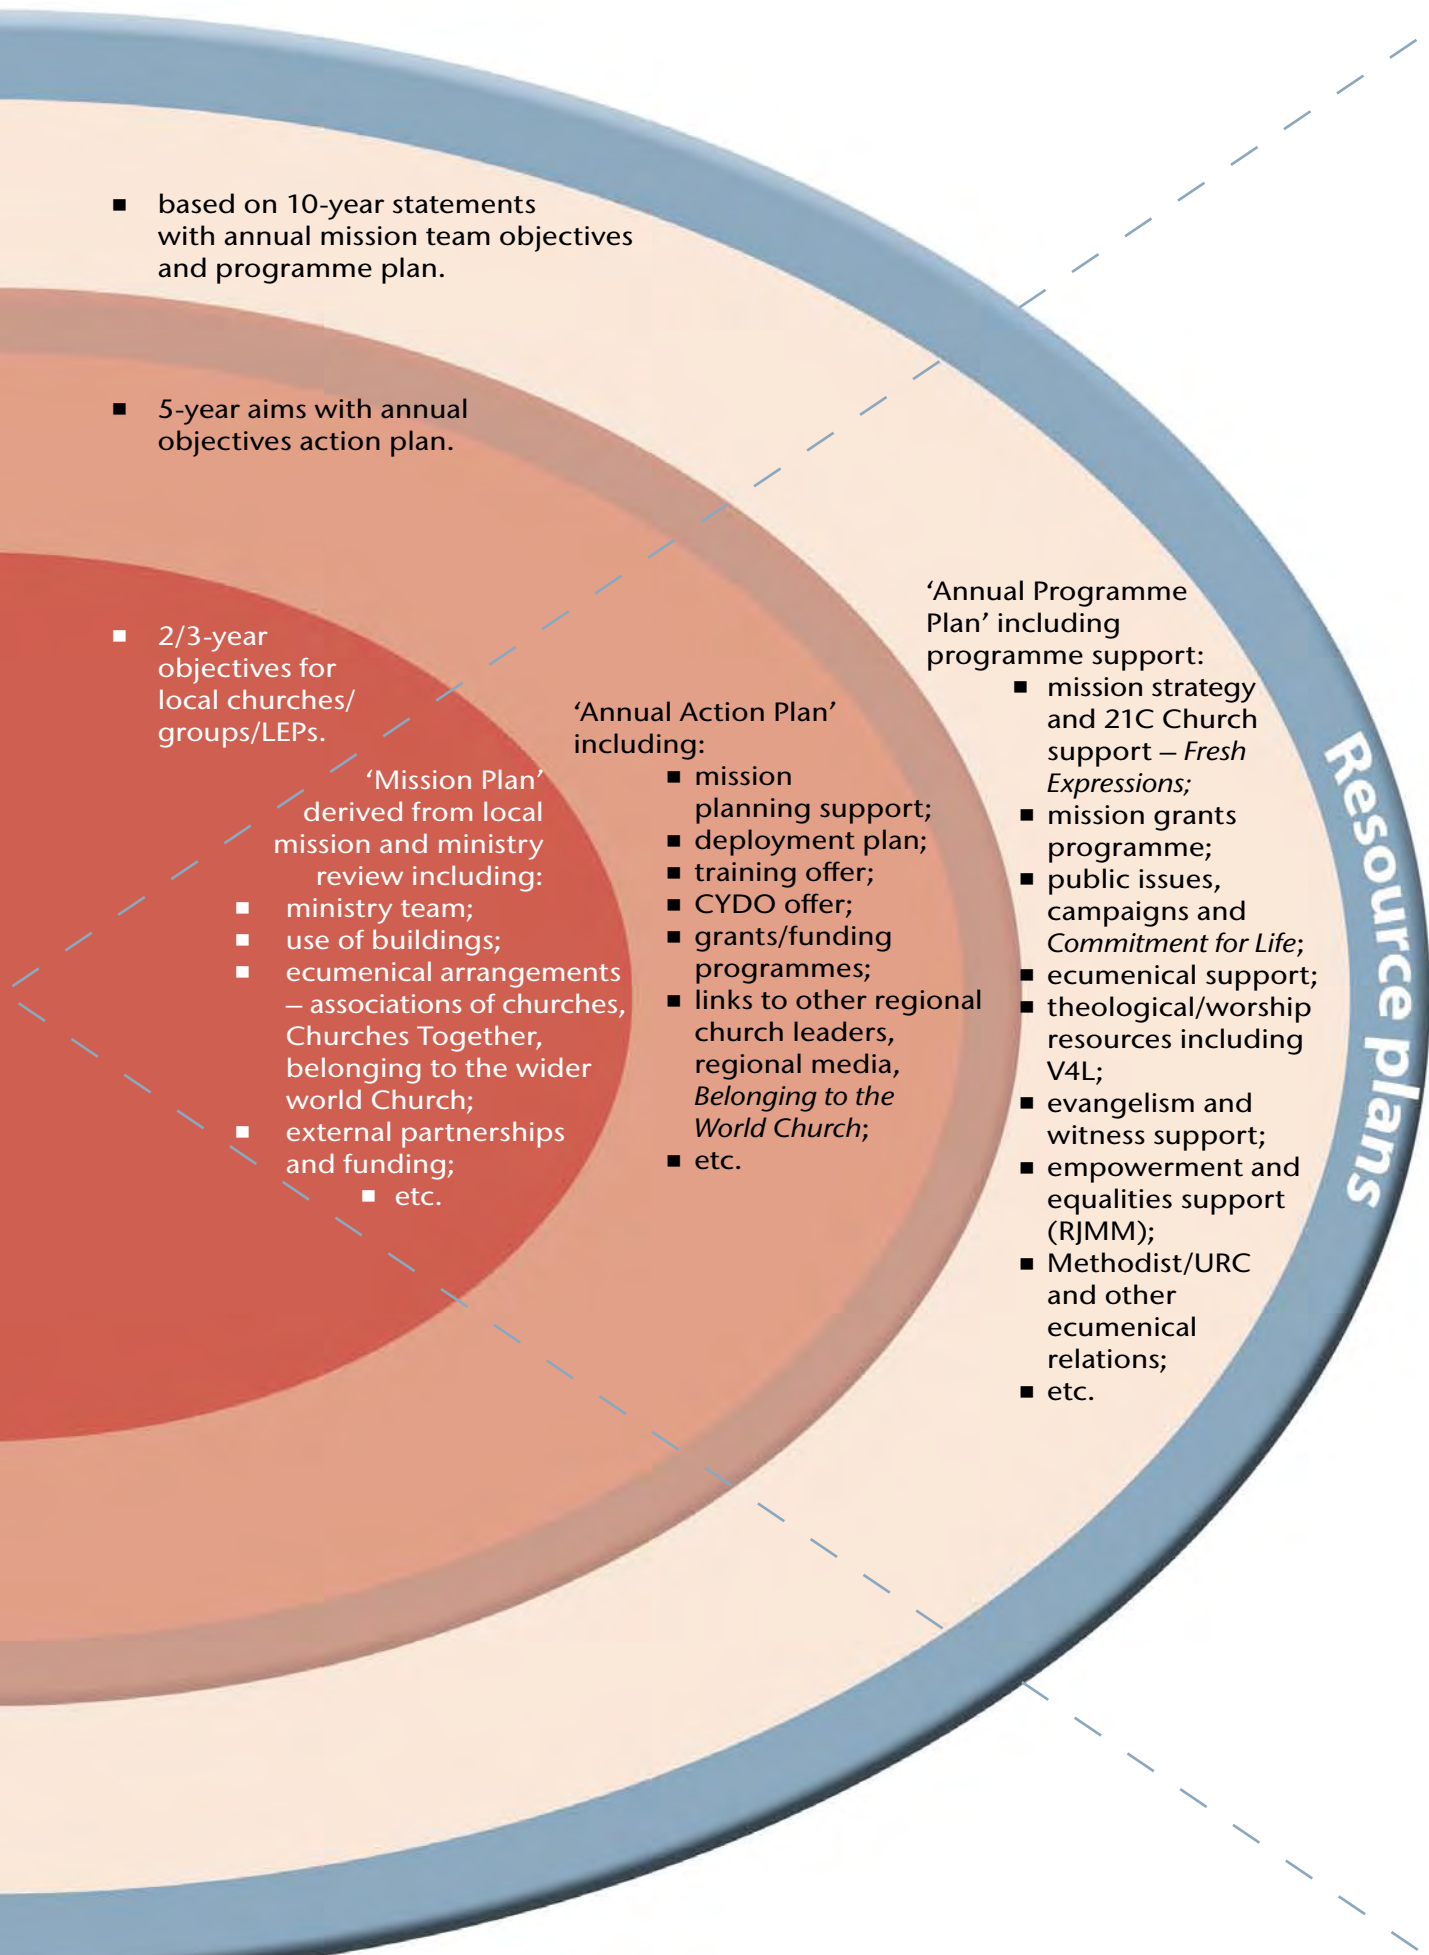 ■ based on 10-year statements
with annual mission team objectives
and programme plan.
■ 5-year aims with annual
objectives action plan.
■ 2/3-year
objectives for
local churches/
groups/LEPs.
‘Mission Plan’
derived from local
mission and ministry
review including:
■ ministry team;
■ use of buildings;
■ ecumenical arrangements
– associations of churches,
Churches Together,
belonging to the wider
world Church;
■ external partnerships
and funding;
■ etc.
‘Annual Action Plan’
including:
■ mission
planning support;
■ deployment plan;
■ training offer;
■ CYDO offer;
■ grants/funding
programmes;
■ links to other regional
church leaders,
regional media,
Belonging to the
World Church;
■ etc.
‘Annual Programme
Plan’ including
programme support:
■ mission strategy
and 21C Church
support – Fresh
Expressions;
■ mission grants
programme;
■ public issues,
campaigns and
Commitment for Life;
■ ecumenical support;
■ theological/worship
resources including
V4L;
■ evangelism and
witness support;
■ empowerment and
equalities support
(RJMM);
■ Methodist/URC
and other
ecumenical
relations;
■ etc.
Resource plans